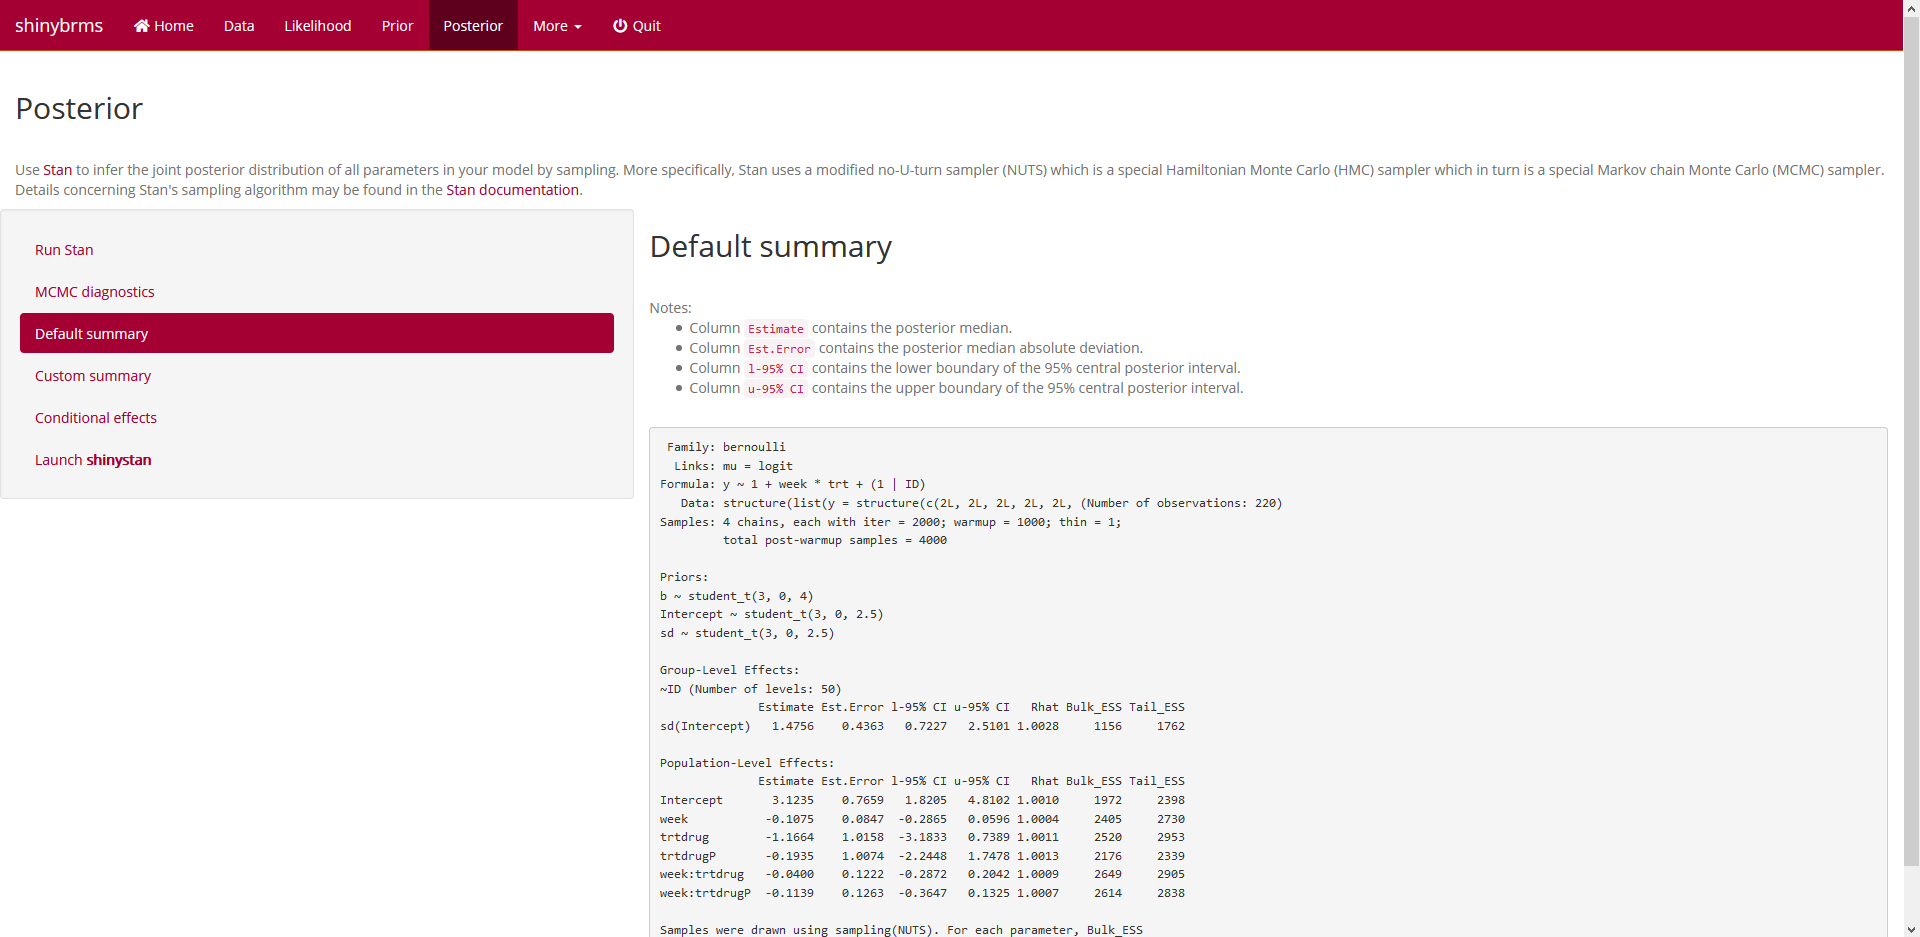 shinybrms Home Data Likelihood Prior Posterior More Quit
Posterior
Use Stan to infer the joint posterior distribution of all parameters in your model by sampling. More specifically, Stan uses a modified no-U-turn sampler (NUTS) which is a special Hamiltonian Monte Carlo (HMC) sampler which in turn is a special Markov chain Monte Carlo (MCMC) sampler.
Details concerning Stan's sampling algorithm may be found in the Stan documentation.
Run Stan
MCMC diagnostics
Default summary
Custom summary
Conditional effects
Launch shinystan
Default summary
Notes:
Column Estimate contains the posterior median.
Column Est.Error contains the posterior median absolute deviation.
Column l-95% CI contains the lower boundary of the 95% central posterior interval.
Column u-95% CI contains the upper boundary of the 95% central posterior interval.
 Family: bernoulli
  Links: mu = logit
Formula: y ~ 1 + week * trt + (1 | ID)
   Data: structure(list(y = structure(c(2L, 2L, 2L, 2L, 2L, (Number of observations: 220)
Samples: 4 chains, each with iter = 2000; warmup = 1000; thin = 1;
         total post-warmup samples = 4000
Priors:
b ~ student_t(3, 0, 4)
Intercept ~ student_t(3, 0, 2.5)
sd ~ student_t(3, 0, 2.5)
Group-Level Effects:
~ID (Number of levels: 50)
              Estimate Est.Error l-95% CI u-95% CI   Rhat Bulk_ESS Tail_ESS
sd(Intercept)   1.4756    0.4363   0.7227   2.5101 1.0028     1156     1762
Population-Level Effects:
              Estimate Est.Error l-95% CI u-95% CI   Rhat Bulk_ESS Tail_ESS
Intercept       3.1235    0.7659   1.8205   4.8102 1.0010     1972     2398
week           -0.1075    0.0847  -0.2865   0.0596 1.0004     2405     2730
trtdrug        -1.1664    1.0158  -3.1833   0.7389 1.0011     2520     2953
trtdrugP       -0.1935    1.0074  -2.2448   1.7478 1.0013     2176     2339
week:trtdrug   -0.0400    0.1222  -0.2872   0.2042 1.0009     2649     2905
week:trtdrugP  -0.1139    0.1263  -0.3647   0.1325 1.0007     2614     2838
Samples were drawn using sampling(NUTS). For each parameter, Bulk_ESS